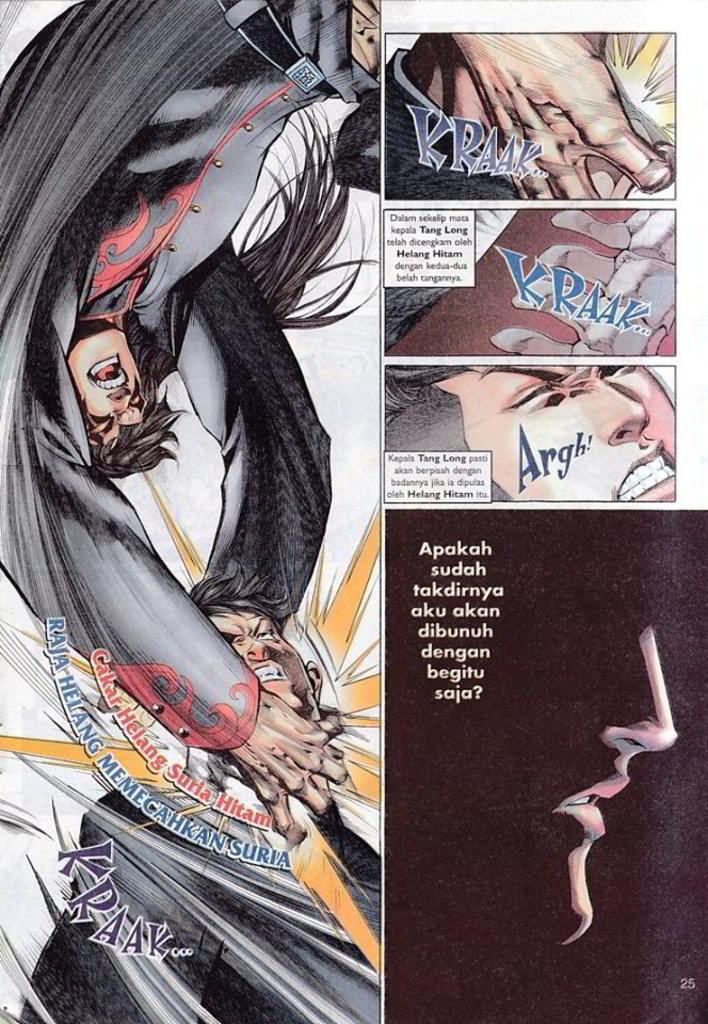 KRAAK...
Dalam sekelip mata
kepala Tang Long
telah dicengkam oleh
Helang Hitam
dengan kedua-dua
belah tangannya.
KRAAK...
Argh!
Kepala Tang Long pasti
akan berpisah dengan
badannya jika ia dipulas
oleh Helang Hitam itu.
Cakar Helang Suria Hitam
RAJA HELANG MEMECAHKAN SURIA
KRAAK...
Apakah
sudah
takdirnya
aku akan
dibunuh
dengan
begitu
saja?
25